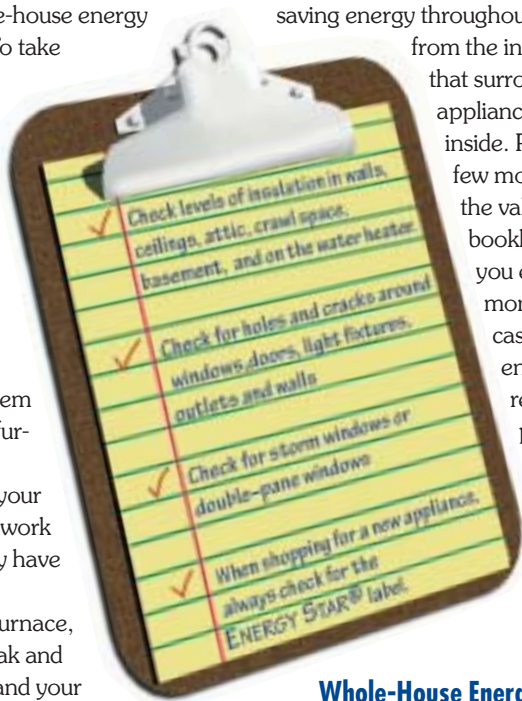 e-house energy
To take
em
fur-
your
work
y have
urnace,
ak and
and your
Check levels of insulation in walls,
ceilings, attic, crawl space,
basement, and on the water heater.
Check for holes and cracks around
windows, doors, light fixtures,
outlets and walls
Check for storm windows or
double-pane windows
When shopping for a new appliance,
always check for the
ENERGY STAR® label.
saving energy throughou
from the in
that surro
applianc
inside. P
few mo
the va
bookl
you e
mor
cas
en
re
p
Whole-House Energ